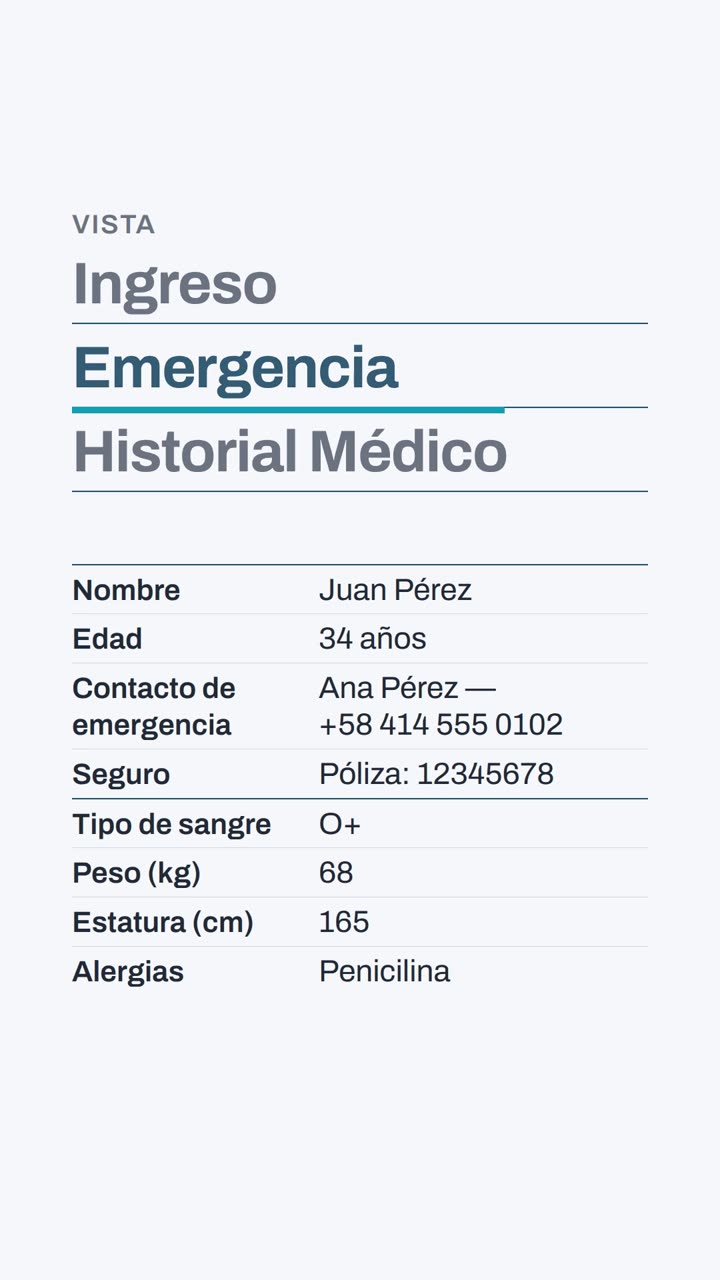 VISTA
Ingreso
Emergencia
Historial Médico
Nombre Juan Pérez
Edad 34 años
Contacto de emergencia Ana Pérez — +58 414 555 0102
Seguro Póliza: 12345678
Tipo de sangre O+
Peso (kg) 68
Estatura (cm) 165
Alergias Penicilina